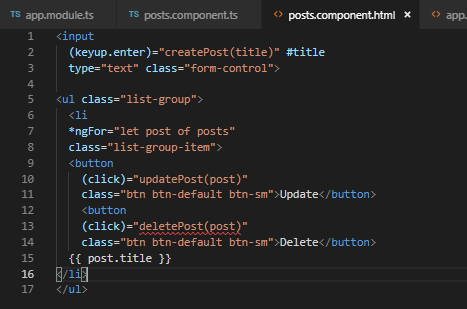 TS app.module.ts TS posts.component.ts posts.component.html × app.
1 <input
2 (keyup.enter)="createPost(title)" #title
3 type="text" class="form-control">
4
5 <ul class="list-group">
6 <li
7 *ngFor="let post of posts"
8 class="list-group-item">
9 <button
10 (click)="updatePost(post)"
11 class="btn btn-default btn-sm">Update</button>
12 <button
13 (click)="deletePost(post)"
14 class="btn btn-default btn-sm">Delete</button>
15 {{ post.title }}
16 </li>
17 </ul>